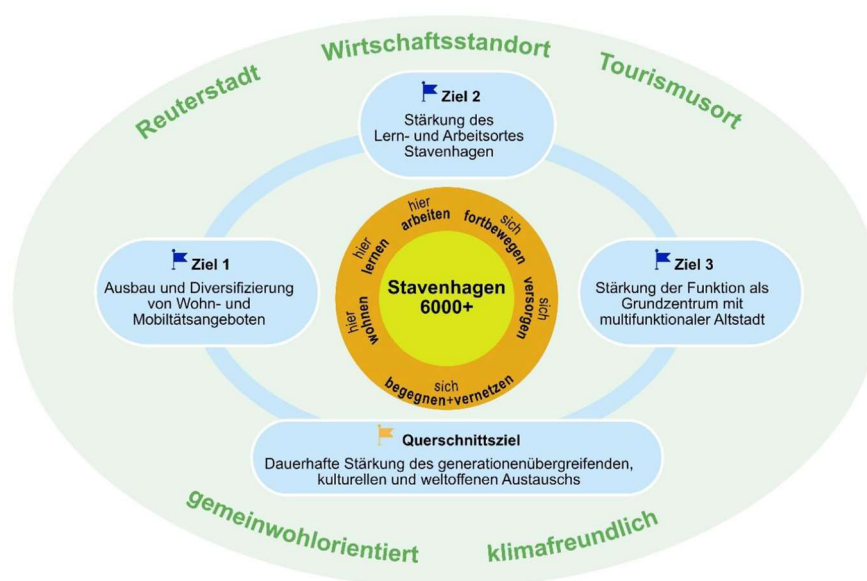 Reuterstadt
Wirtschaftsstandort
Tourismusort
Ziel 2
Stärkung des
Lern- und Arbeitsortes
Stavenhagen
Ziel 1
Ausbau und Diversifizierung
von Wohn- und
Mobiltätsangeboten
hier
wohnen
hier
lernen
hier
arbeiten
sich
fortbewegen
sich
versorgen
sich
begegnen+vernetzen
Stavenhagen
6000+
Ziel 3
Stärkung der Funktion als
Grundzentrum mit
multifunktionaler Altstadt
Querschnittsziel
Dauerhafte Stärkung des generationenübergreifenden,
kulturellen und weltoffenen Austauschs
gemeinwohlorientiert
klimafreundlich